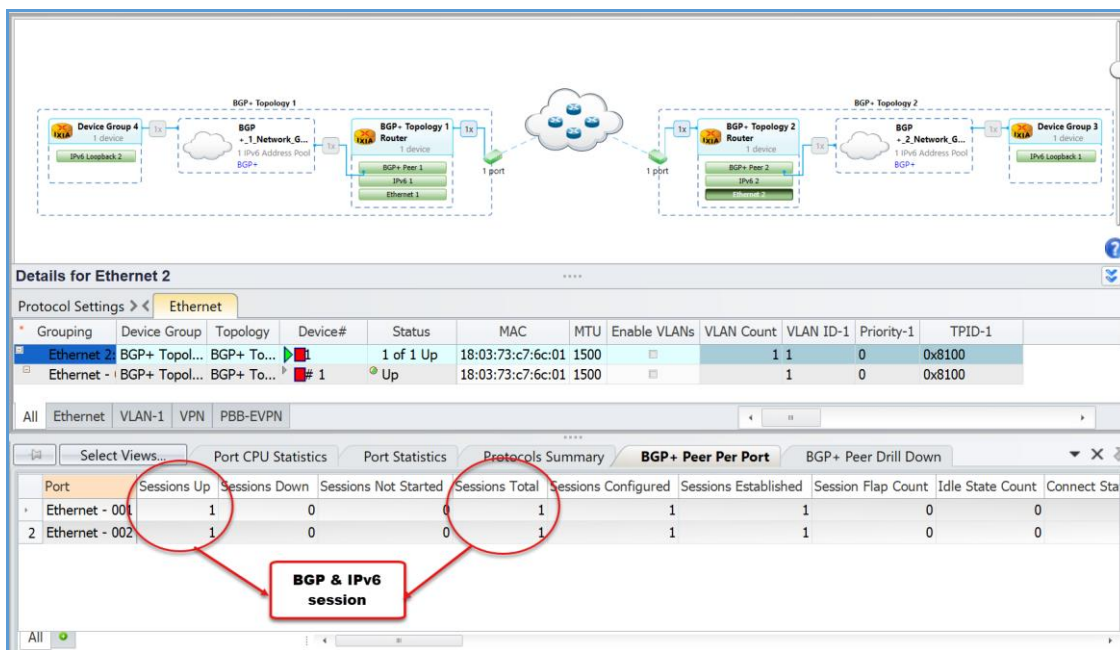 BGP+ Topology 1
BGP+ Topology 2
IXIA
Device Group 4
1 device
IPv6 Loopback 2
1x
BGP
+_1_Network_G...
1 IPv6 Address Pool
BGP+
1x
IXIA
BGP+ Topology 1
Router
1 device
BGP+ Peer 1
IPv6 1
Ethernet 1
1x
1 port
1 port
1x
IXIA
BGP+ Topology 2
Router
1 device
BGP+ Peer 2
IPv6 2
Ethernet 2
1x
BGP
+_2_Network_G...
1 IPv6 Address Pool
BGP+
1x
IXIA
Device Group 3
1 device
IPv6 Loopback 1
?
Details for Ethernet 2
Protocol Settings Ethernet
* Grouping Device Group Topology Device# Status MAC MTU Enable VLANs VLAN Count VLAN ID-1 Priority-1 TPID-1
Ethernet 2: BGP+ Topol... BGP+ To... 1 1 of 1 Up 18:03:73:c7:6c:01 1500 1 1 0 0x8100
Ethernet - BGP+ Topol... BGP+ To... # 1 Up 18:03:73:c7:6c:01 1500 1 0 0x8100
All Ethernet VLAN-1 VPN PBB-EVPN
Select Views... Port CPU Statistics Port Statistics Protocols Summary BGP+ Peer Per Port BGP+ Peer Drill Down
Port Sessions Up Sessions Down Sessions Not Started Sessions Total Sessions Configured Sessions Established Session Flap Count Idle State Count Connect Sta
Ethernet - 001 1 0 0 1 1 1 0 0
2 Ethernet - 002 1 0 0 1 1 1 0 0
BGP & IPv6
session
All